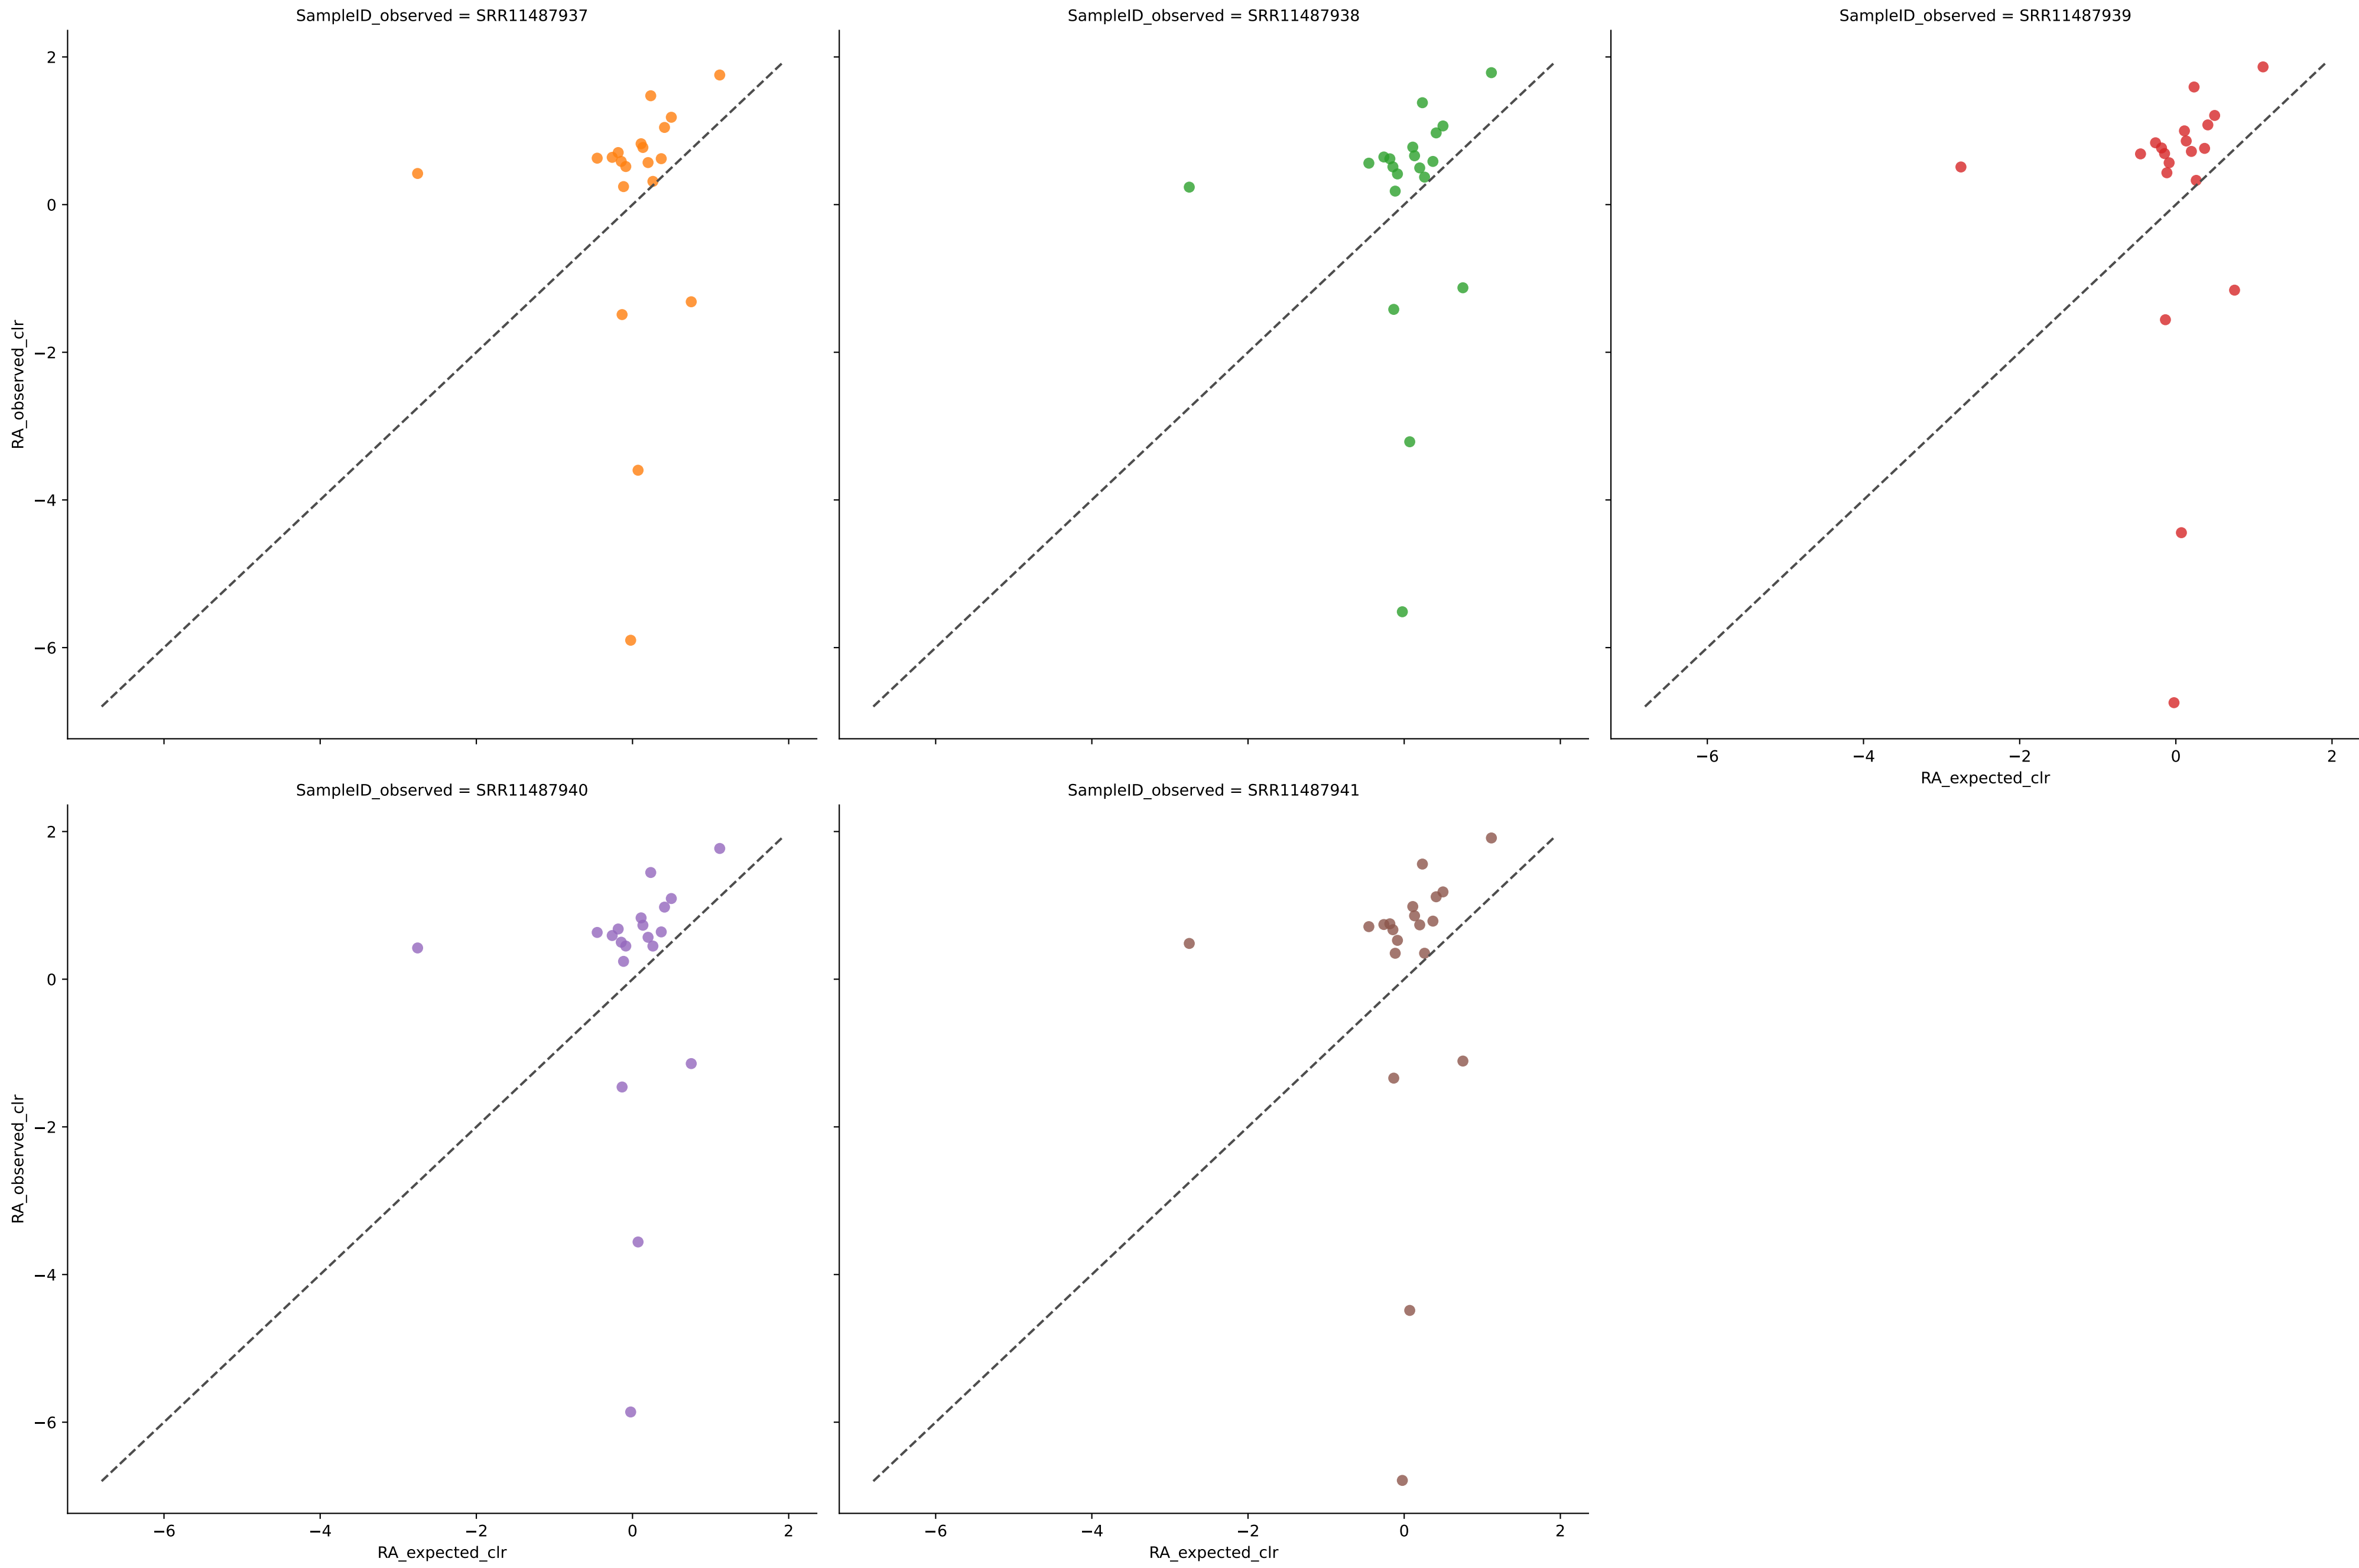 SampleID_observed = SRR11487937
SampleID_observed = SRR11487938
SampleID_observed = SRR11487939
2
0
−2
−4
−6
RA_observed_clr
−6 −4 −2 0 2
RA_expected_clr
SampleID_observed = SRR11487940
SampleID_observed = SRR11487941
2
0
−2
−4
−6
RA_observed_clr
−6 −4 −2 0 2
RA_expected_clr
−6 −4 −2 0 2
RA_expected_clr